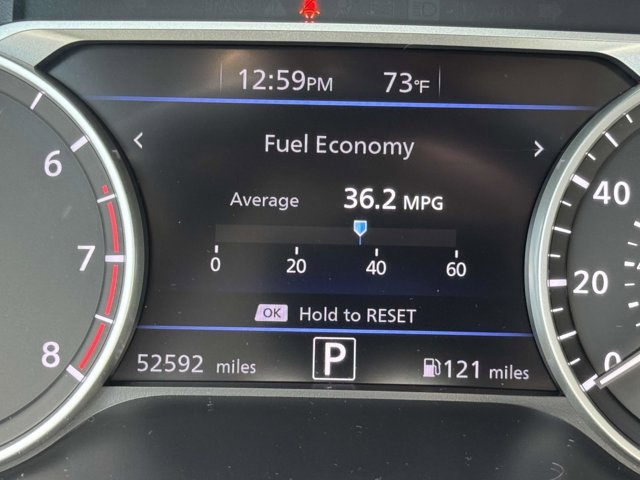 12:59PM 73°F
Fuel Economy
Average 36.2 MPG
0 20 40 60
OK Hold to RESET
52592 miles P 121 miles
6
7
8
40
20
0